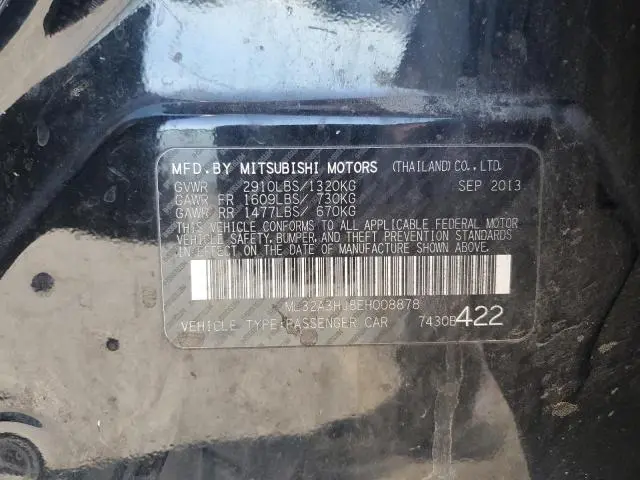 MFD.BY MITSUBISHI MOTORS (THAILAND) CO., LTD.
GVWR 2910LBS/1320KG SEP 2013
GAWR FR 1609LBS/ 730KG
GAWR RR 1477LBS/ 670KG
THIS VEHICLE CONFORMS TO ALL APPLICABLE FEDERAL MOTOR
VEHICLE SAFETY, BUMPER, AND THEFT PREVENTION STANDARDS
IN EFFECT ON THE DATE OF MANUFACTURE SHOWN ABOVE.
ML32A3HJ8EH008878
VEHICLE TYPE:PASSENGER CAR 7430B422